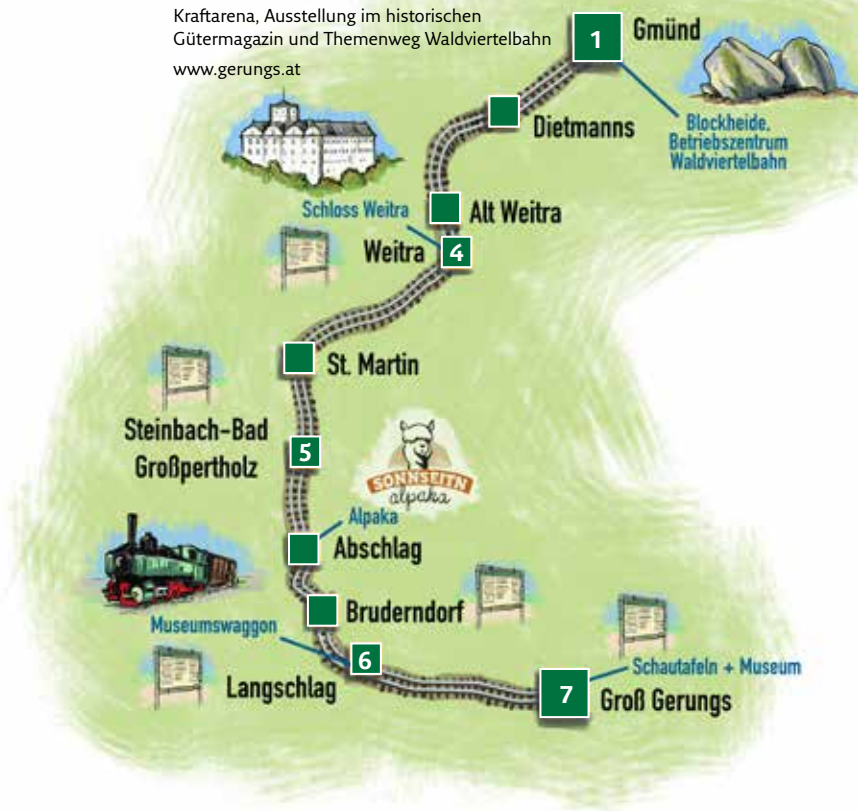 Kraftarena, Ausstellung im historischen
Gütermagazin und Themenweg Waldviertelbahn
www.gerungs.at
1
Gmünd
Blockheide,
Betriebszentrum
Waldviertelbahn
Dietmanns
Schloss Weitra
Alt Weitra
Weitra
4
St. Martin
Steinbach-Bad
Großpertholz
5
SONNSEITN
alpaka
Alpaka
Abschlag
Bruderndorf
Museumswaggon
6
Langschlag
Schautafeln + Museum
7
Groß Gerungs